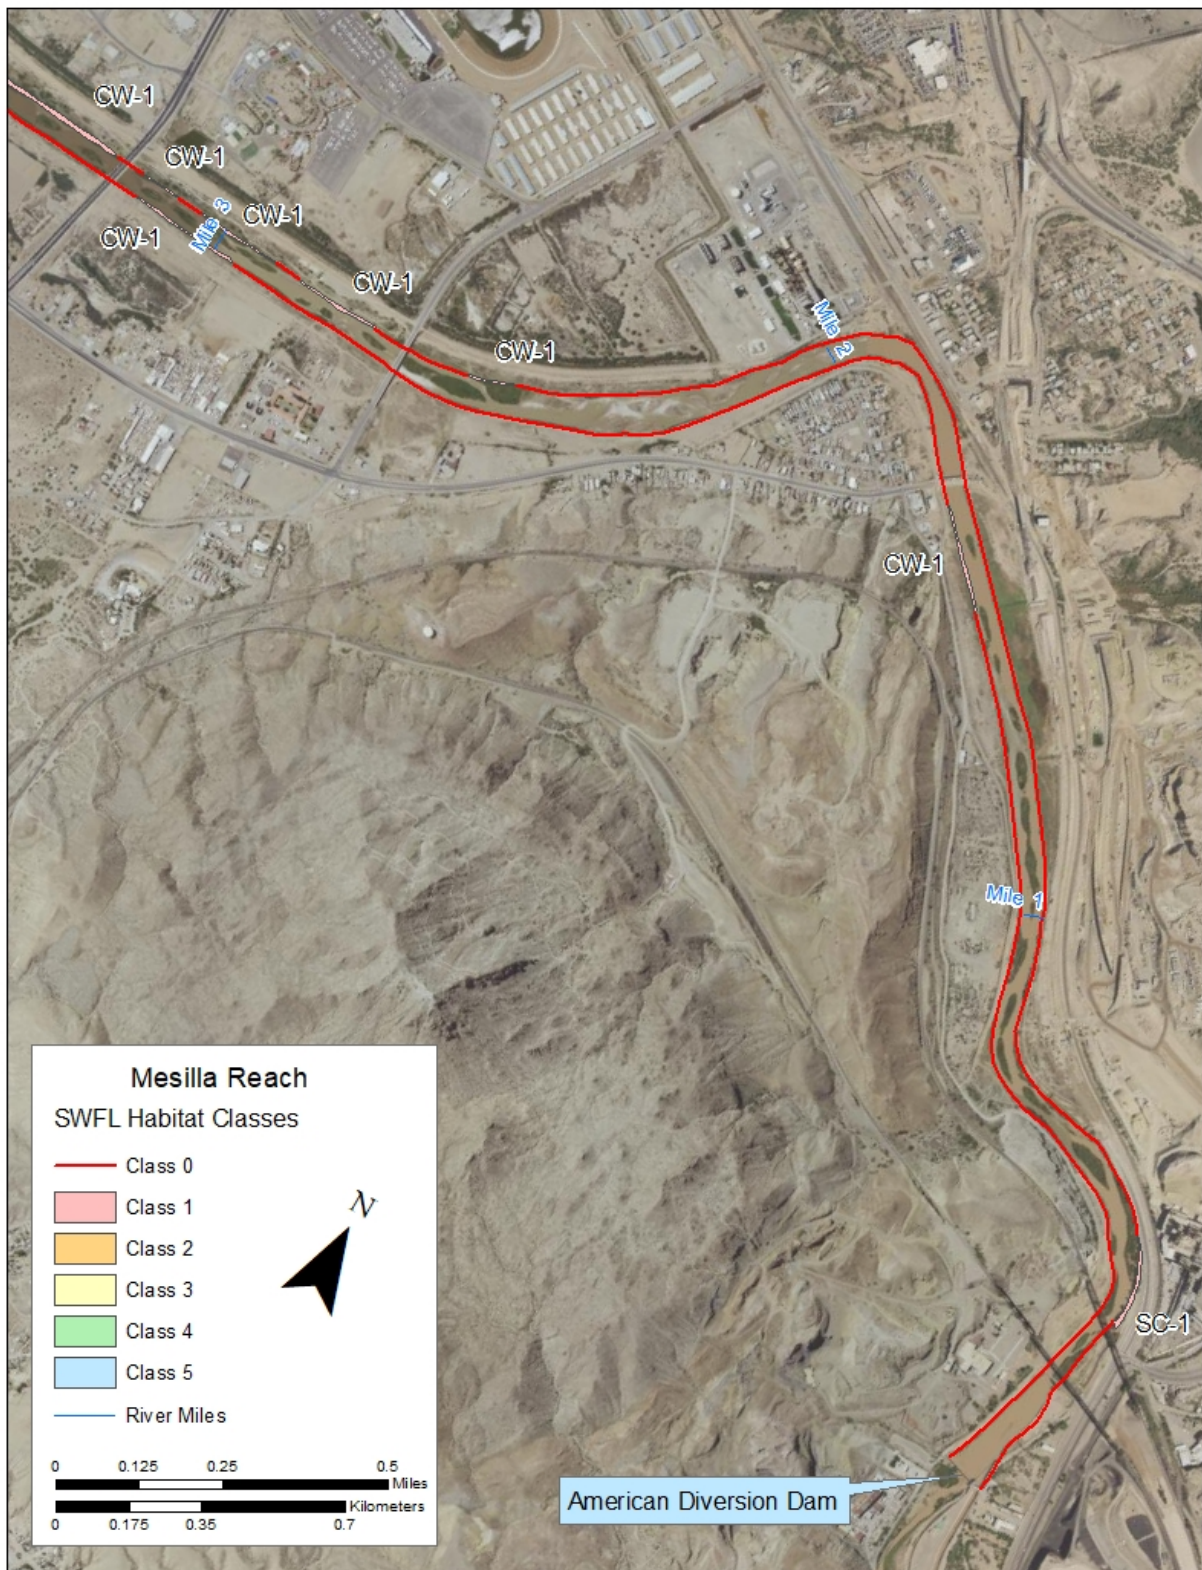 CW-1
CW-1
CW-1
CW-1
Mile 3
CW-1
CW-1
Mile 2
CW-1
Mile 1
SC-1
American Diversion Dam
Mesilla Reach
SWFL Habitat Classes
Class 0
Class 1
Class 2
Class 3
Class 4
Class 5
River Miles
N
0 0.125 0.25 0.5
Miles
Kilometers
0 0.175 0.35 0.7